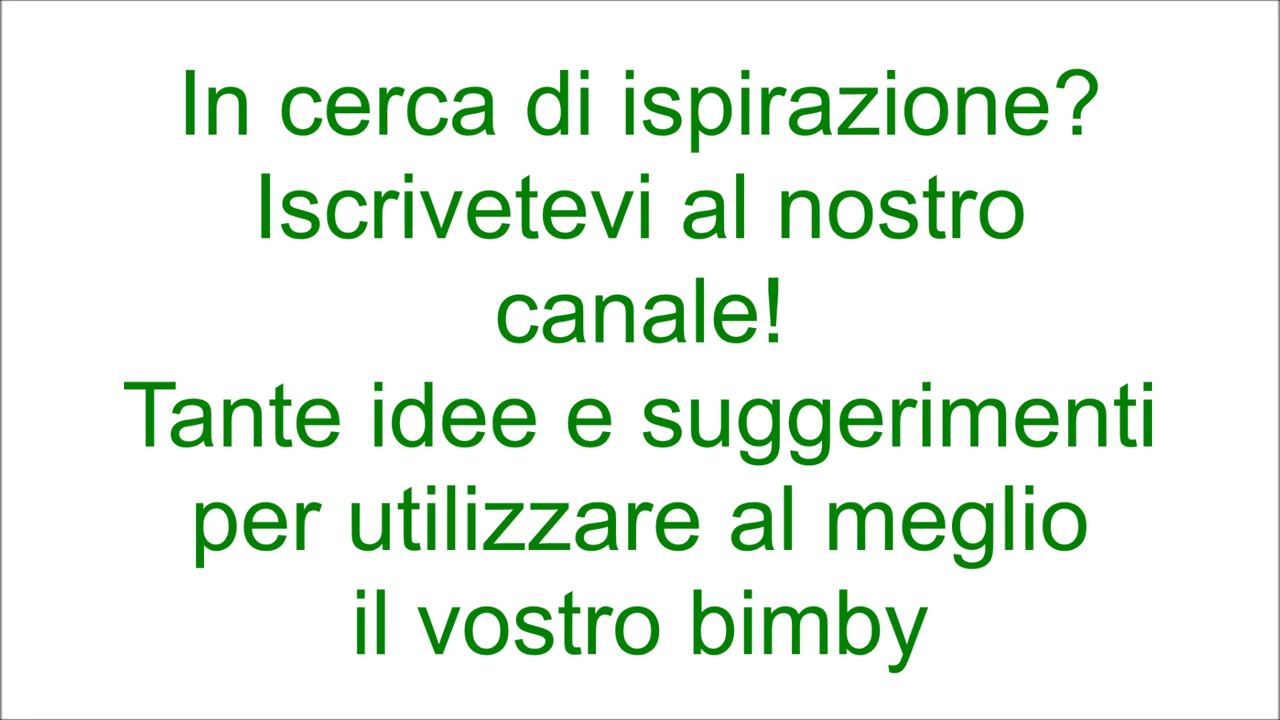 In cerca di ispirazione?
Iscrivetevi al nostro
canale!
Tante idee e suggerimenti
per utilizzare al meglio
il vostro bimby